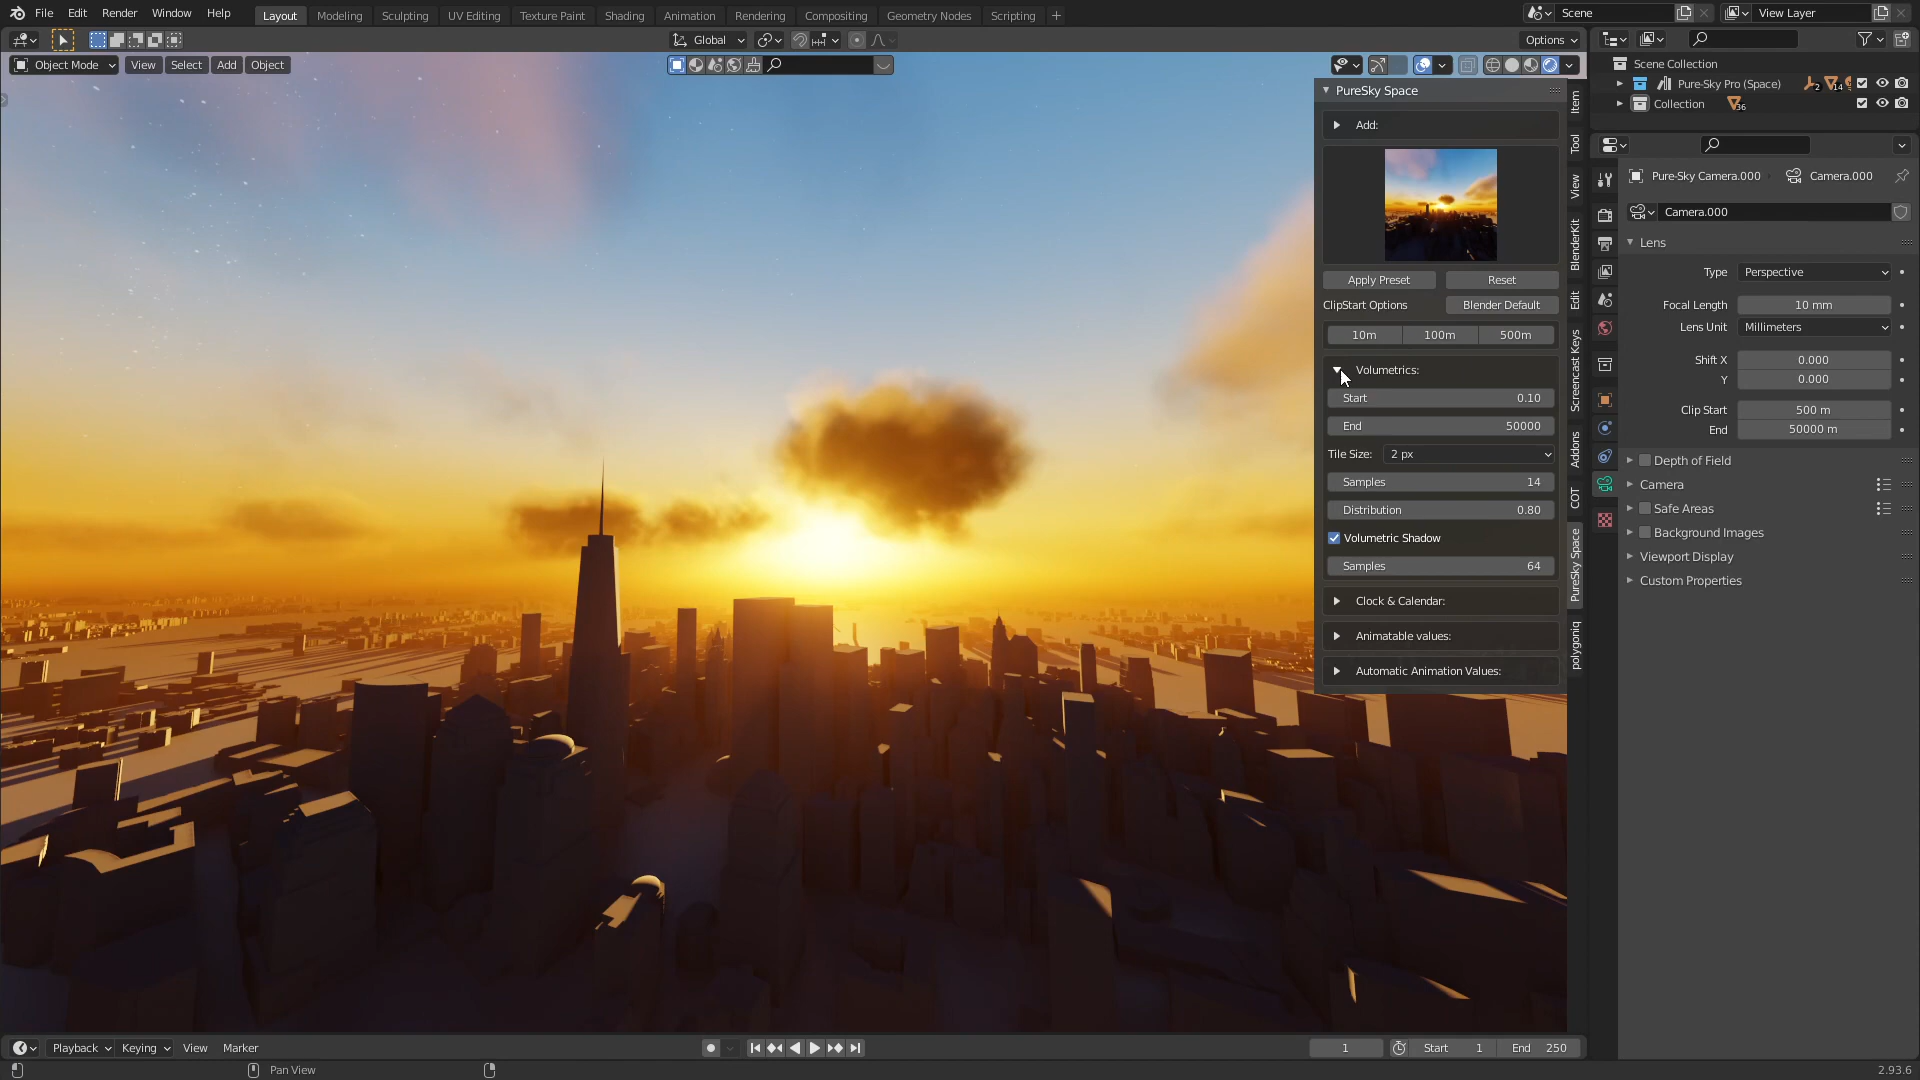 File Edit Render Window Help Layout Modeling Sculpting UV Editing Texture Paint Shading Animation Rendering Compositing Geometry Nodes Scripting + Scene View Layer
Global Options
Object Mode View Select Add Object
Scene Collection
Pure-Sky Pro (Space) 2 14
Collection 36
PureSky Space
Add:
Apply Preset Reset
ClipStart Options Blender Default
10m 100m 500m
Volumetrics:
Start 0.10
End 50000
Tile Size: 2 px
Samples 14
Distribution 0.80
Volumetric Shadow
Samples 64
Clock & Calendar:
Animatable values:
Automatic Animation Values:
Item
Tool
View
BlenderKit
Edit
Screencast Keys
Addons
COT
PureSky Space
polygoniq
Pure-Sky Camera.000 Camera.000
Camera.000
Lens
Type Perspective
Focal Length 10 mm
Lens Unit Millimeters
Shift X 0.000
Y 0.000
Clip Start 500 m
End 50000 m
Depth of Field
Camera
Safe Areas
Background Images
Viewport Display
Custom Properties
Playback Keying View Marker 1 Start 1 End 250
Pan View 2.93.6